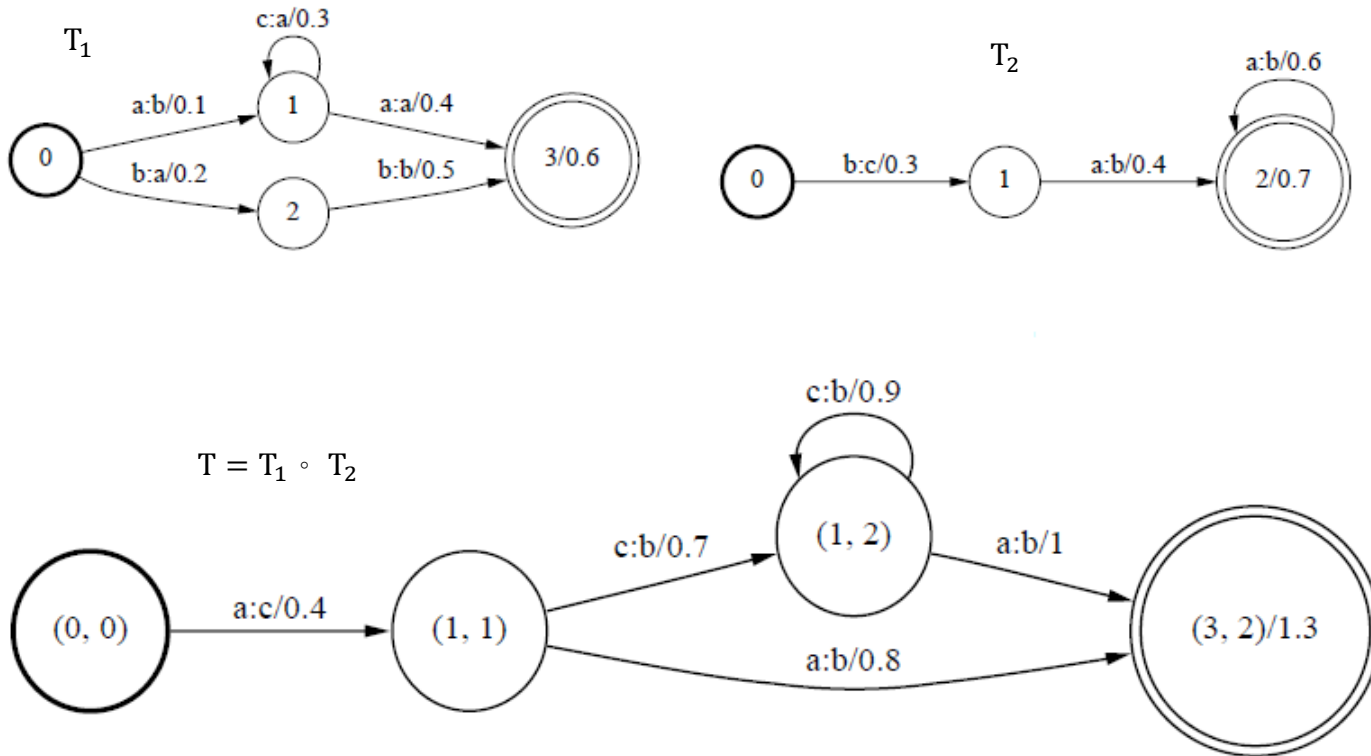 T₁
c:a/0.3
a:b/0.1
1
a:a/0.4
0
3/0.6
b:a/0.2
b:b/0.5
2
T₂
a:b/0.6
0
b:c/0.3
1
a:b/0.4
2/0.7
T = T₁ ∘ T₂
c:b/0.9
(0, 0)
a:c/0.4
(1, 1)
c:b/0.7
(1, 2)
a:b/1
a:b/0.8
(3, 2)/1.3